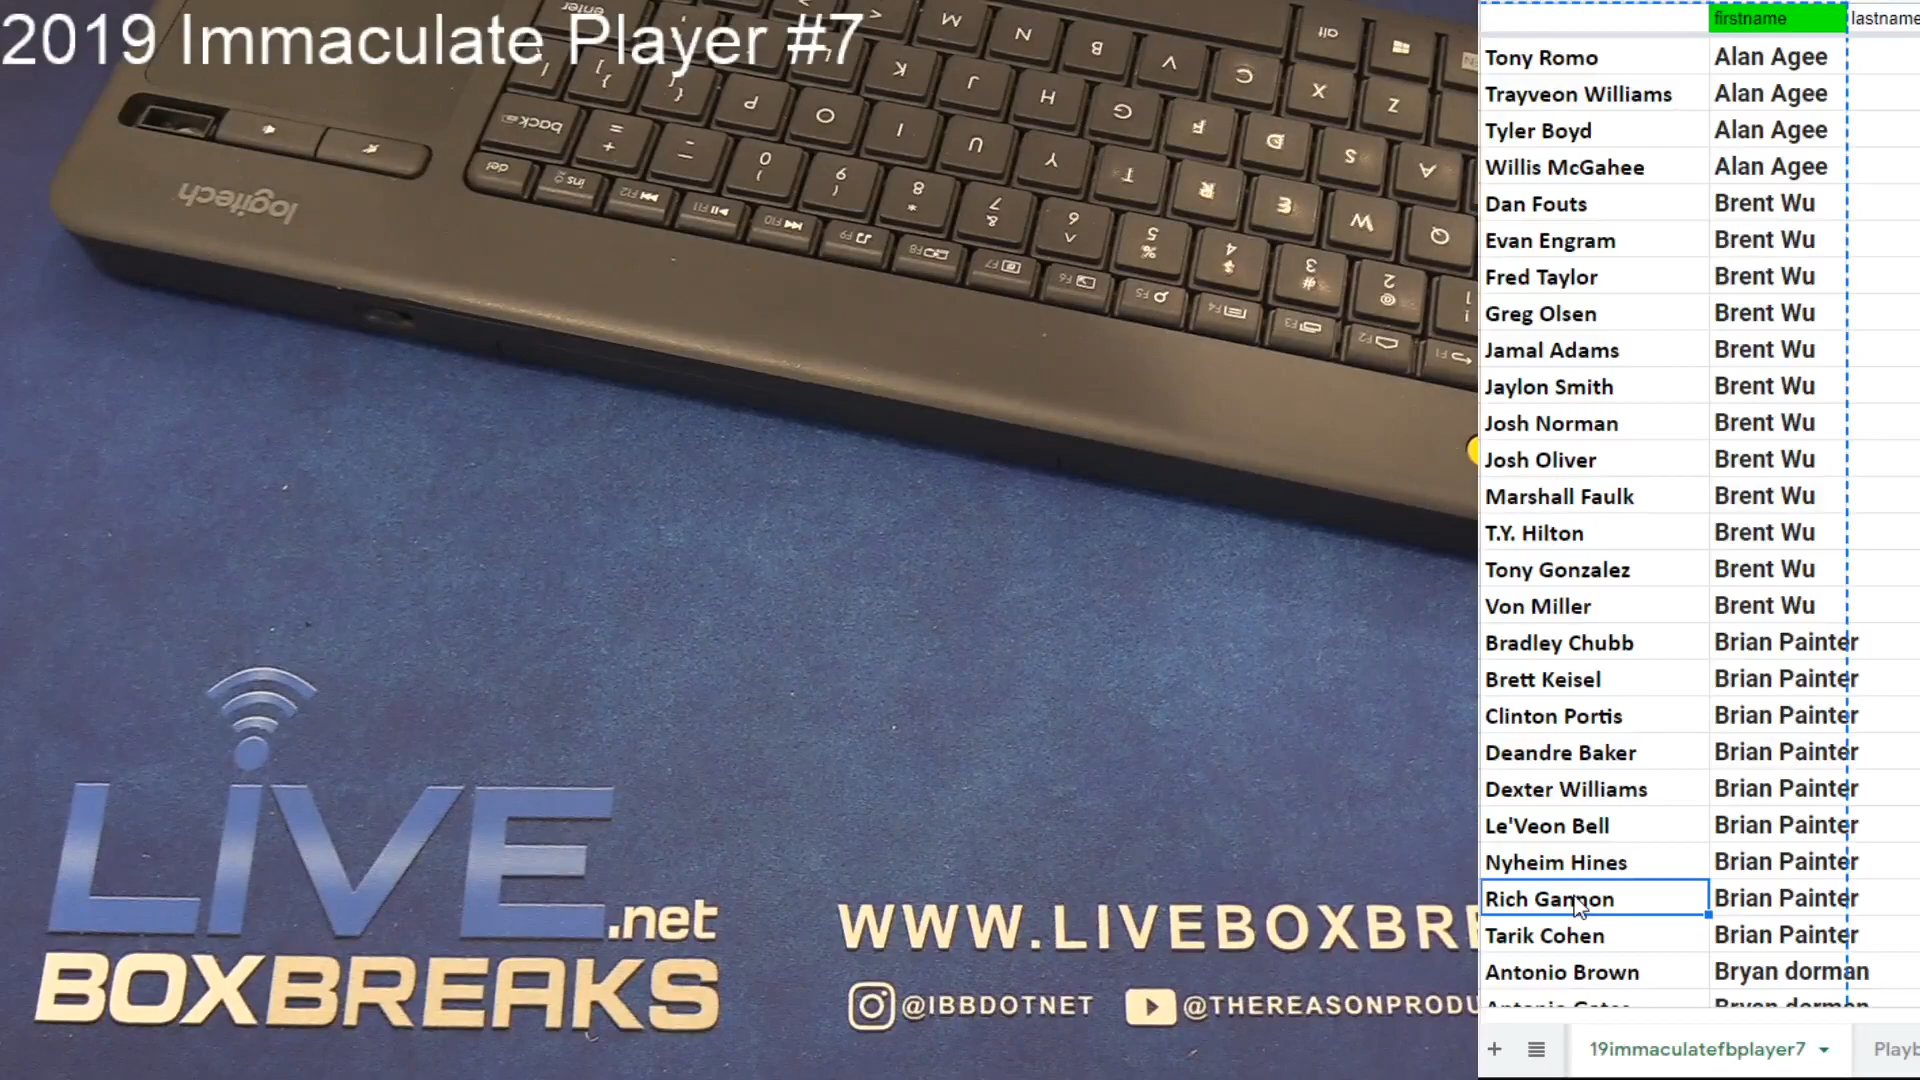 2019 Immaculate Player #7
firstname lastname
Tony Romo Alan Agee
Trayveon Williams Alan Agee
Tyler Boyd Alan Agee
Willis McGahee Alan Agee
Dan Fouts Brent Wu
Evan Engram Brent Wu
Fred Taylor Brent Wu
Greg Olsen Brent Wu
Jamal Adams Brent Wu
Jaylon Smith Brent Wu
Josh Norman Brent Wu
Josh Oliver Brent Wu
Marshall Faulk Brent Wu
T.Y. Hilton Brent Wu
Tony Gonzalez Brent Wu
Von Miller Brent Wu
Bradley Chubb Brian Painter
Brett Keisel Brian Painter
Clinton Portis Brian Painter
Deandre Baker Brian Painter
Dexter Williams Brian Painter
Le'Veon Bell Brian Painter
Nyheim Hines Brian Painter
Rich Gannon Brian Painter
Tarik Cohen Brian Painter
Antonio Brown Bryan dorman
19immaculatefbplayer7
logitech
enter
alt
M N B V C X Z
K J H G F D S A
P O I U Y T R E W Q
back
del
ins
LIVE.net
BOXBREAKS
WWW.LIVEBOXBRE
@IBBDOTNET @THEREASONPRODU